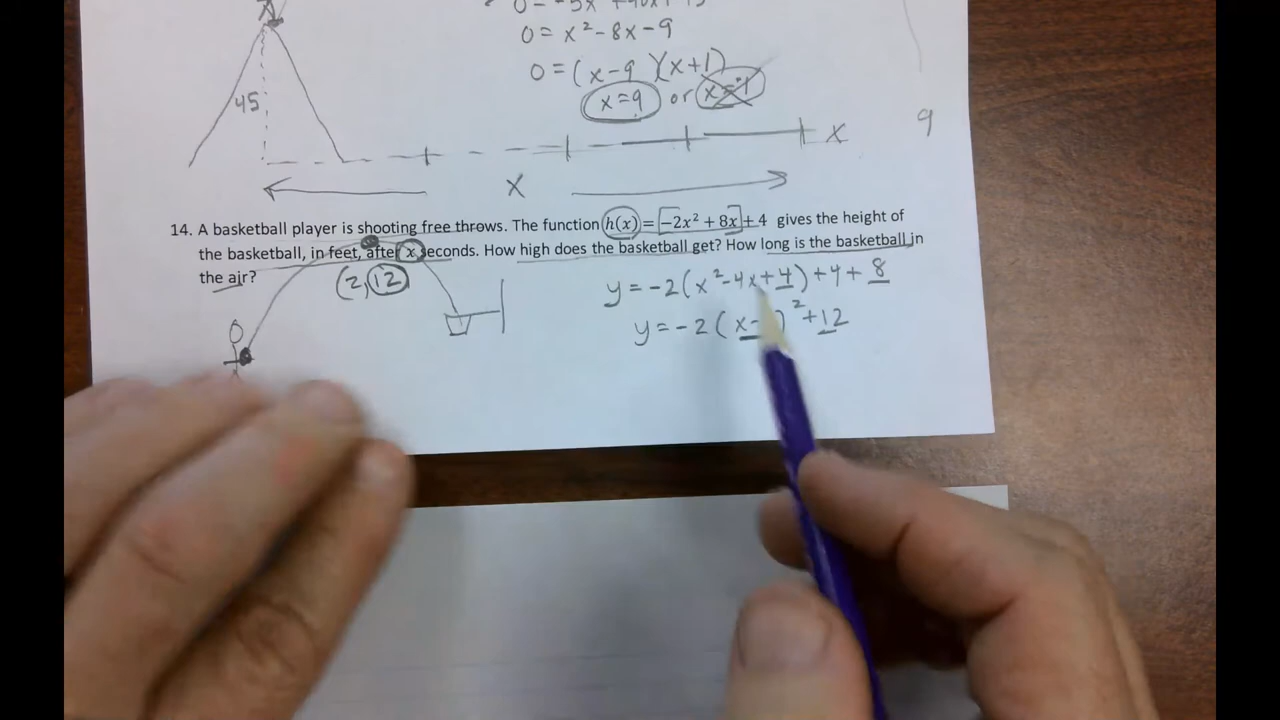 0 = x² - 8x - 9
0 = (x-9)(x+1)
x=9 or x=-1
45
x
9
x
14. A basketball player is shooting free throws. The function h(x) = -2x² + 8x + 4 gives the height of
the basketball, in feet, after x seconds. How high does the basketball get? How long is the basketball in
the air?
(2,12)
y = -2(x²-4x+4)+4+8
y = -2(x-)²+12